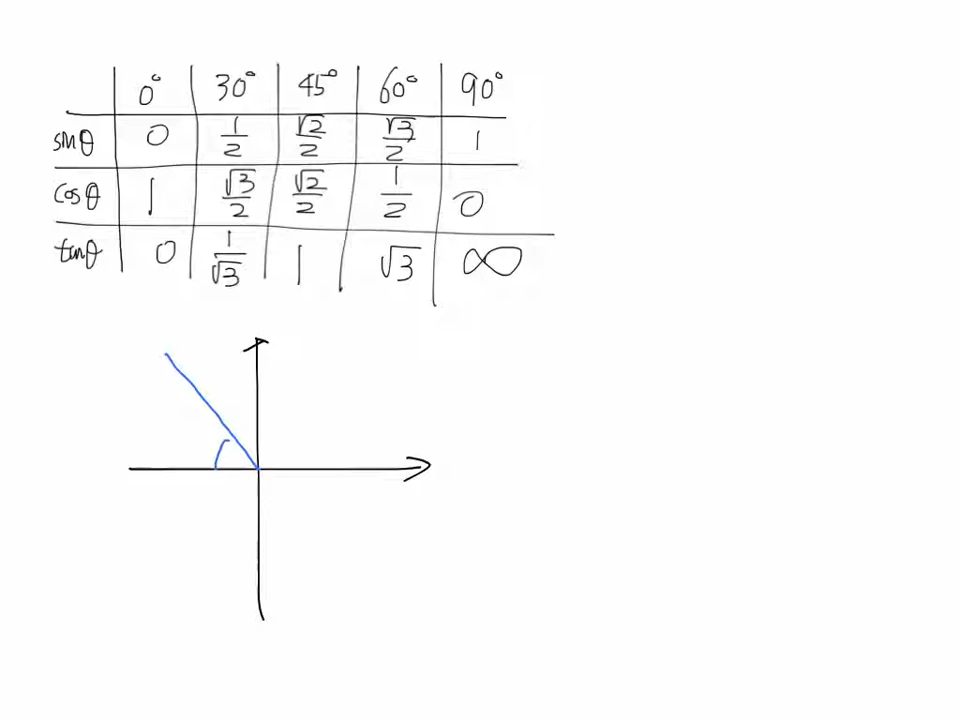 0° 30° 45° 60° 90°
sinθ 0 1/2 √2/2 √3/2 1
cosθ 1 √3/2 √2/2 1/2 0
tanθ 0 1/√3 1 √3 ∞